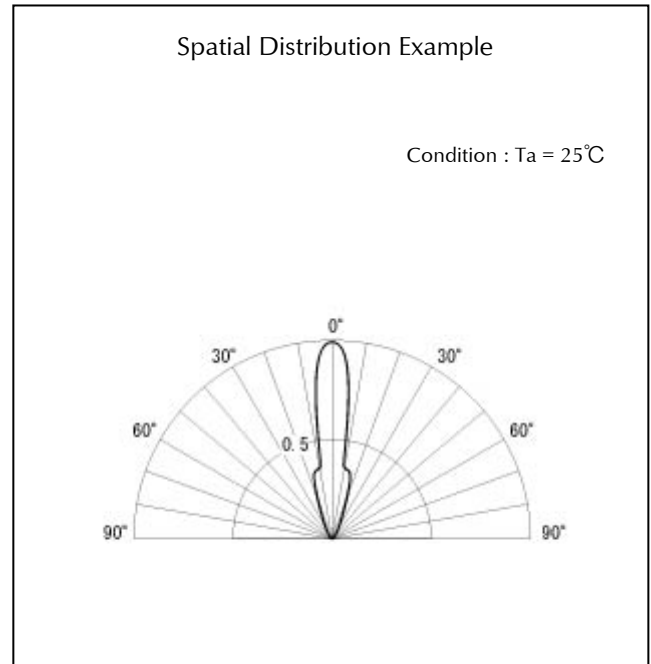 Spatial Distribution Example
Condition : Ta = 25℃
0°
30° 30°
60° 0.5 60°
90° 90°